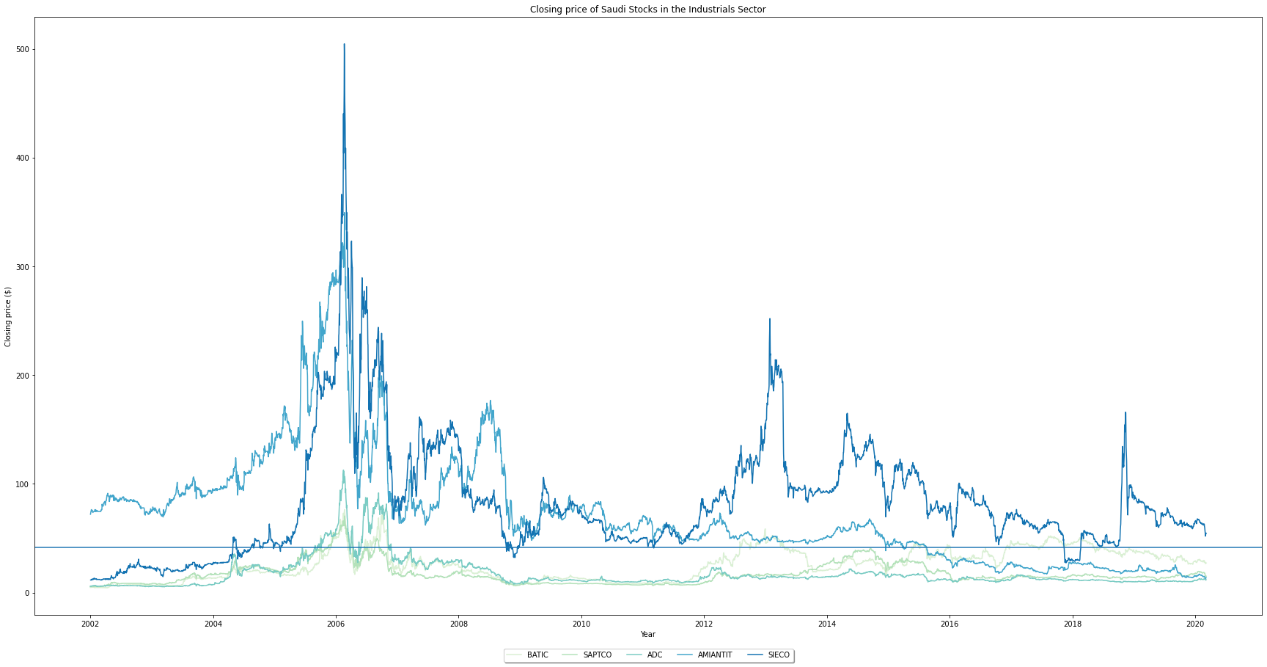 Closing price of Saudi Stocks in the Industrials Sector
Closing price ($)
500
400
300
200
100
0
2002 2004 2006 2008 2010 2012 2014 2016 2018 2020
Year
BATIC SAPTCO ADC AMIANTIT SIECO